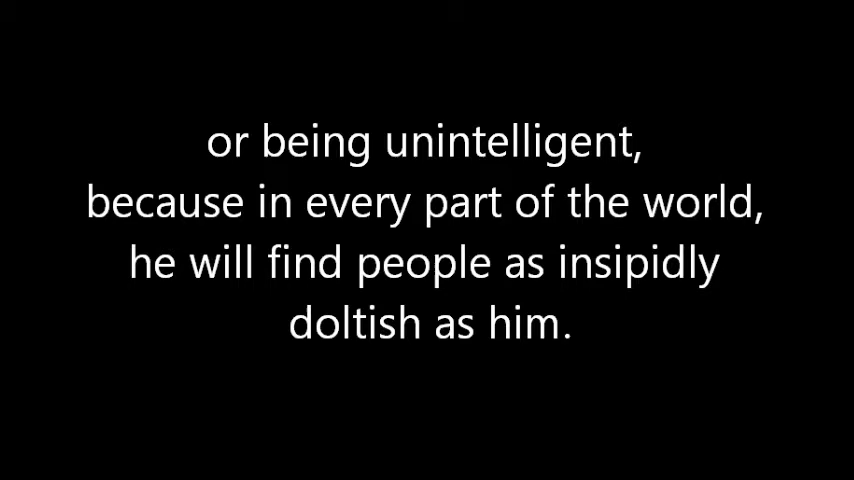 or being unintelligent,
because in every part of the world,
he will find people as insipidly
doltish as him.